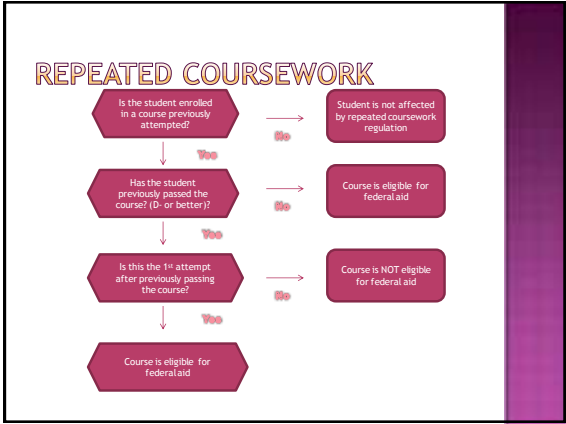 REPEATED COURSEWORK
Is the student enrolled
in a course previously
attempted?
No
Student is not affected
by repeated coursework
regulation
Yes
Has the student
previously passed the
course? (D- or better)?
No
Course is eligible for
federal aid
Yes
Is this the 1st attempt
after previously passing
the course?
No
Course is NOT eligible
for federal aid
Yes
Course is eligible for
federal aid